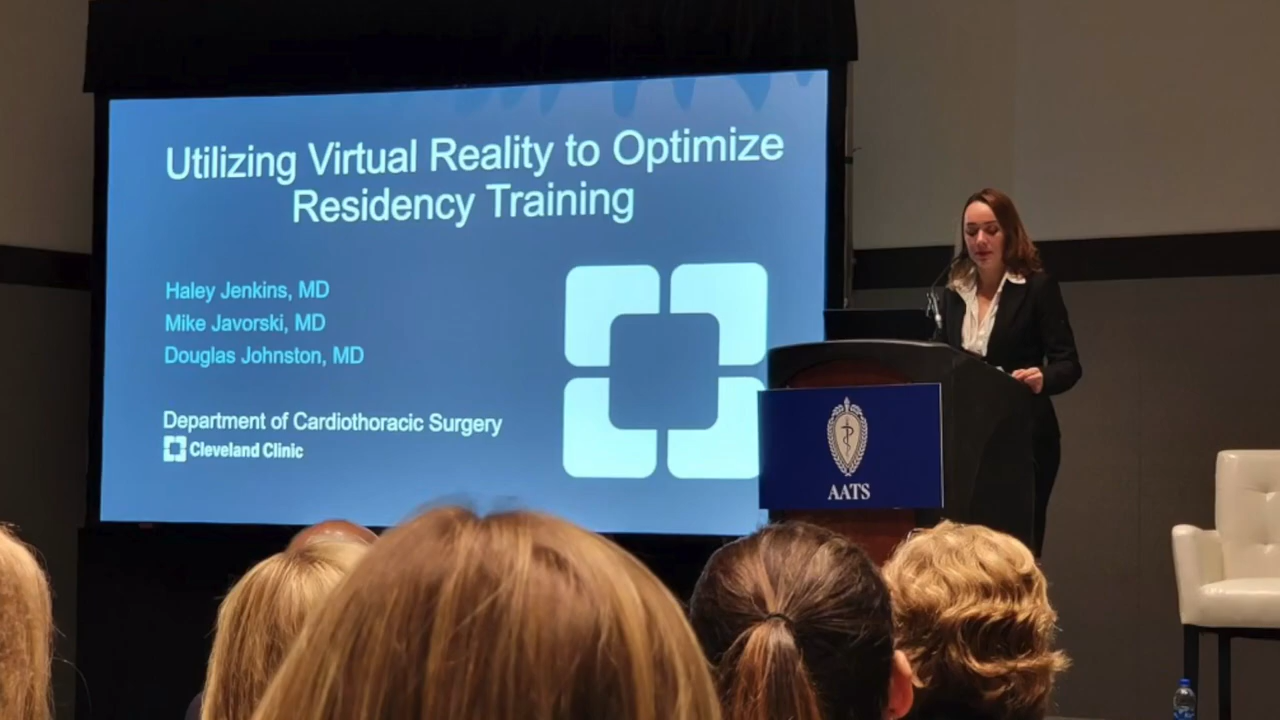 Utilizing Virtual Reality to Optimize
Residency Training
Haley Jenkins, MD
Mike Javorski, MD
Douglas Johnston, MD
Department of Cardiothoracic Surgery
Cleveland Clinic
AATS